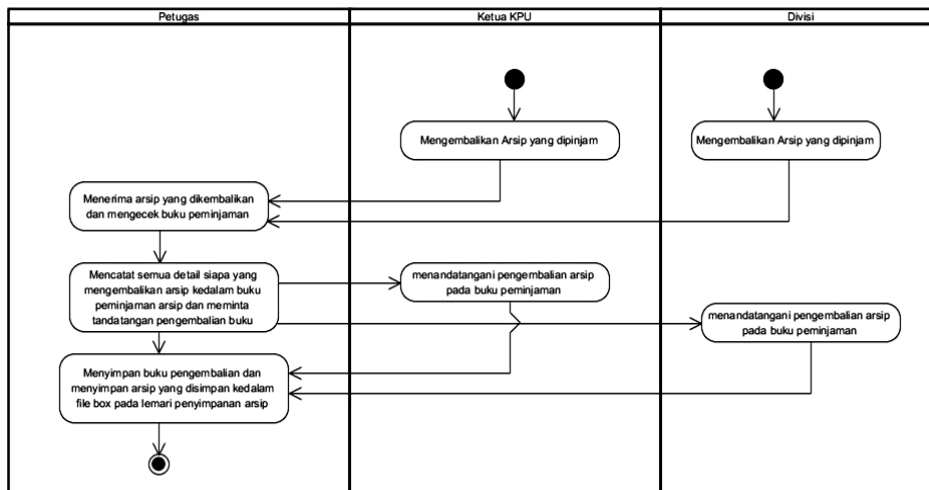 Petugas
Ketua KPU
Divisi
Mengembalikan Arsip yang dipinjam
Mengembalikan Arsip yang dipinjam
Menerima arsip yang dikembalikan
dan mengecek buku peminjaman
Mencatat semua detail siapa yang
mengembalikan arsip kedalam buku
peminjaman arsip dan meminta
tandatangan pengembalian buku
menandatangani pengembalian arsip
pada buku peminjaman
menandatangani pengembalian arsip
pada buku peminjaman
Menyimpan buku pengembalian dan
menyimpan arsip yang disimpan kedalam
file box pada lemari penyimpanan arsip